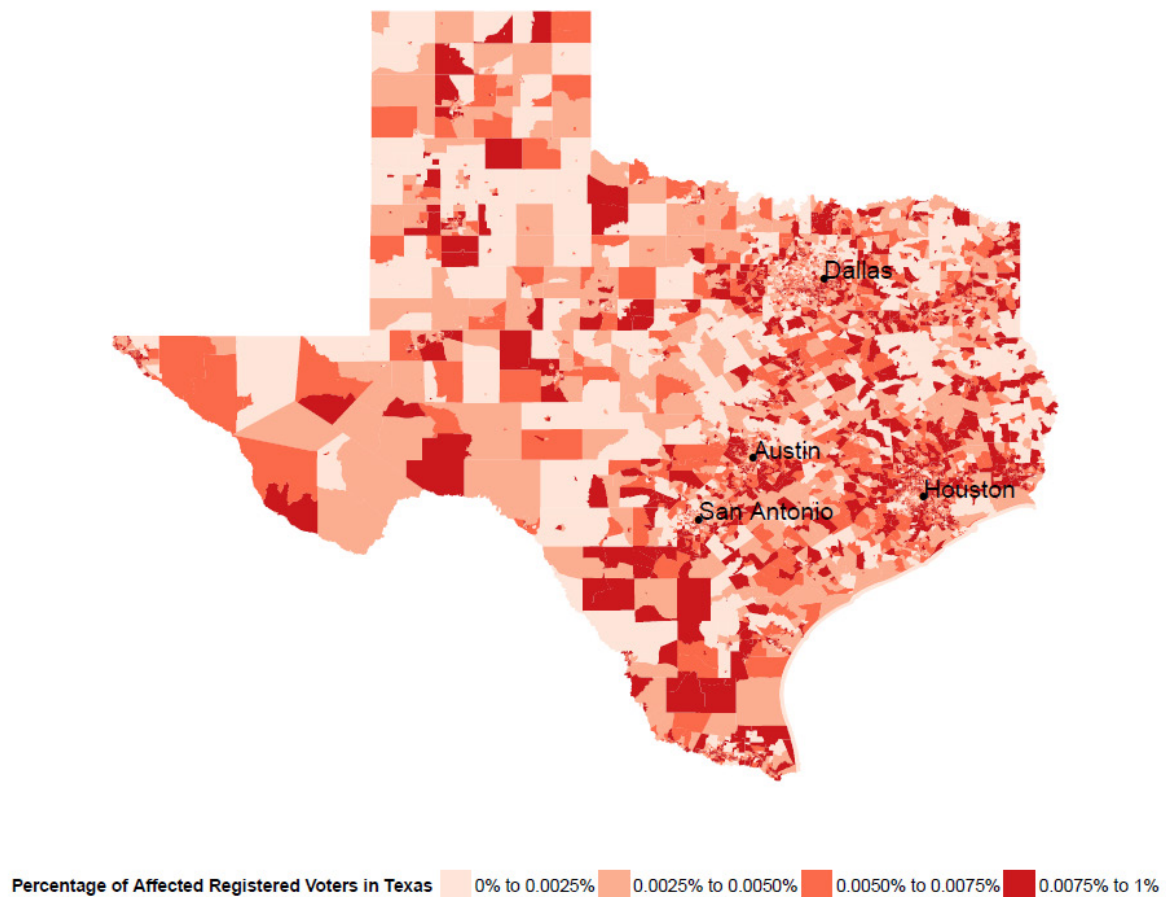 Dallas
Austin
Houston
San Antonio
Percentage of Affected Registered Voters in Texas 0% to 0.0025% 0.0025% to 0.0050% 0.0050% to 0.0075% 0.0075% to 1%